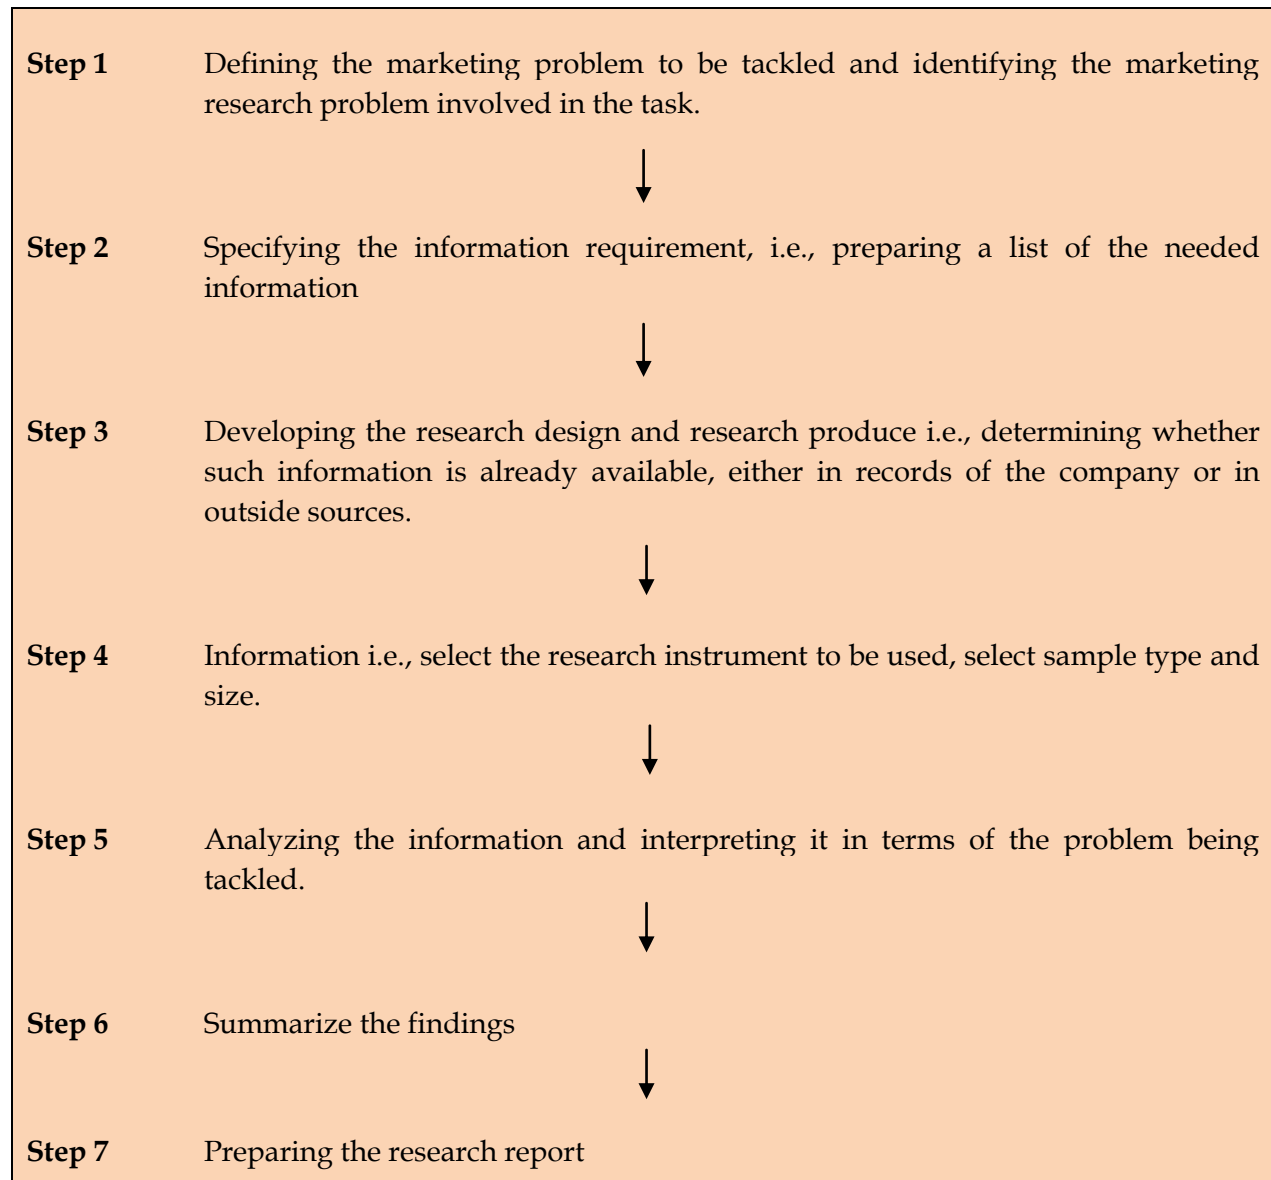 Step 1 Defining the marketing problem to be tackled and identifying the marketing
research problem involved in the task.
Step 2 Specifying the information requirement, i.e., preparing a list of the needed
information
Step 3 Developing the research design and research produce i.e., determining whether
such information is already available, either in records of the company or in
outside sources.
Step 4 Information i.e., select the research instrument to be used, select sample type and
size.
Step 5 Analyzing the information and interpreting it in terms of the problem being
tackled.
Step 6 Summarize the findings
Step 7 Preparing the research report